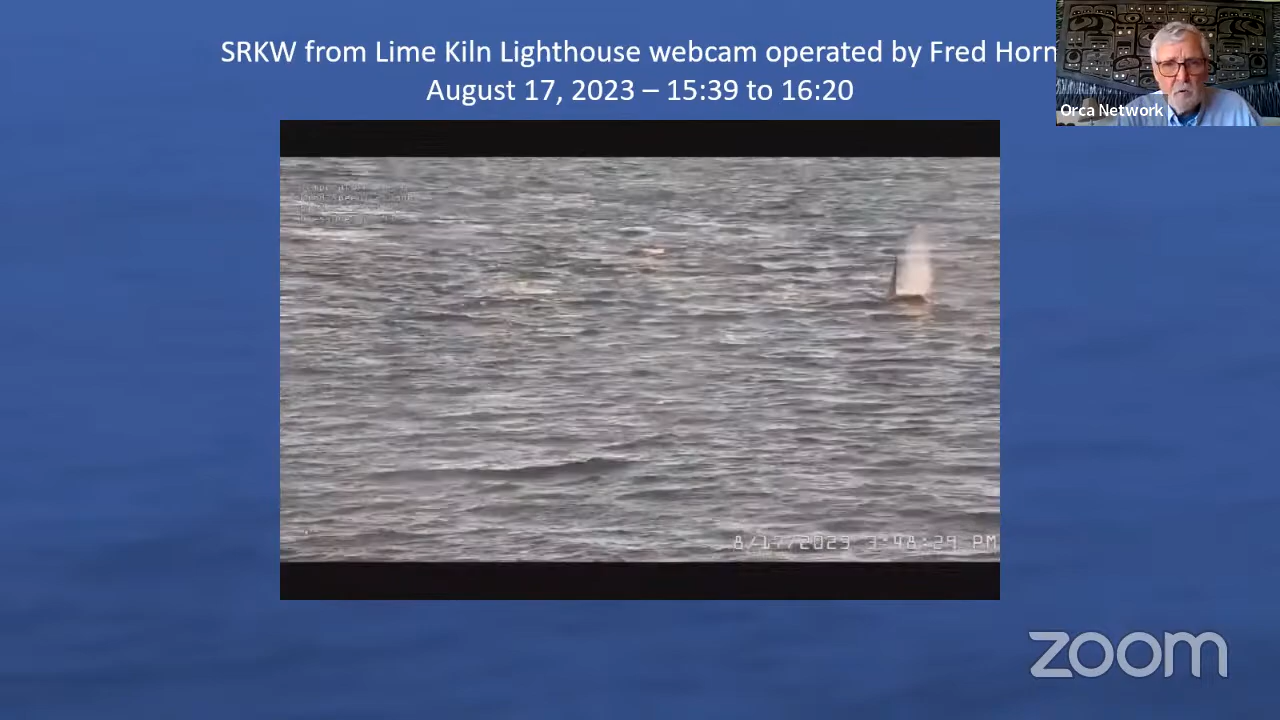 SRKW from Lime Kiln Lighthouse webcam operated by Fred Horn
August 17, 2023 – 15:39 to 16:20
Orca Network
8/17/2023 3:48:29 PM
zoom